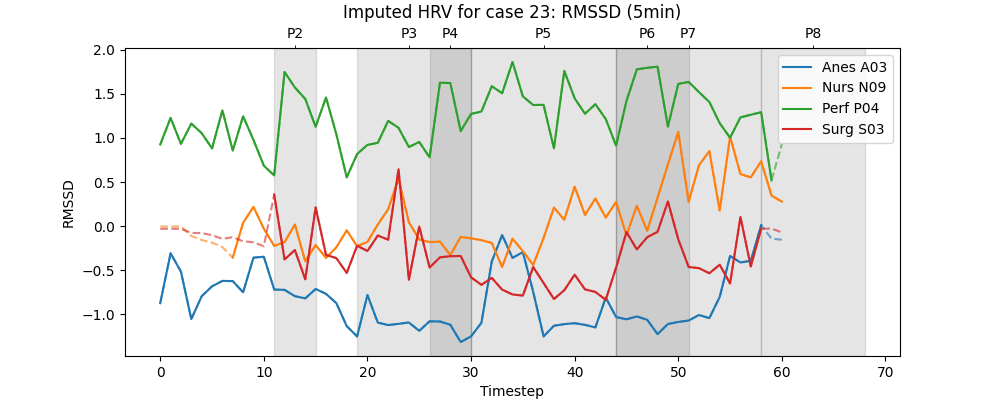 Imputed HRV for case 23: RMSSD (5min)
P2 P3 P4 P5 P6 P7 P8
2.0
1.5
1.0
0.5
0.0
−0.5
−1.0
RMSSD
Anes A03
Nurs N09
Perf P04
Surg S03
0 10 20 30 40 50 60 70
Timestep